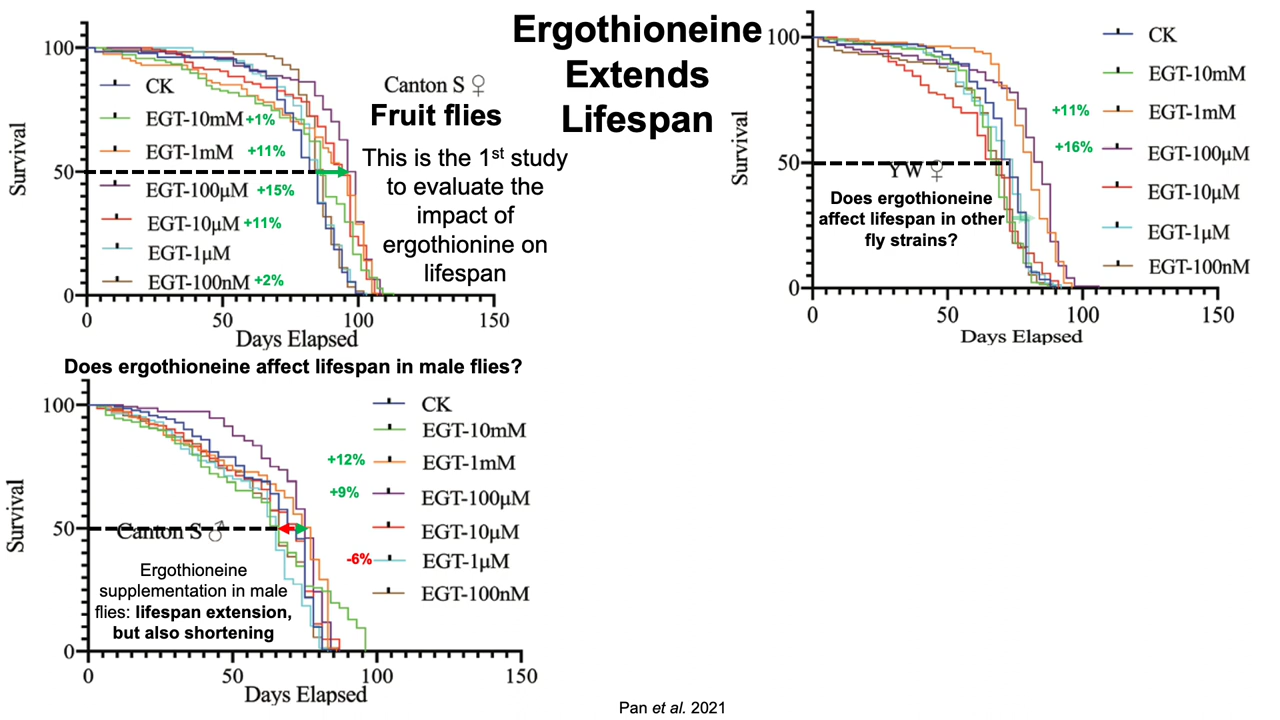 Ergothioneine
Extends
Lifespan
Survival
100
50
0
0
50
100
150
Days Elapsed
CK
EGT-10mM +1%
EGT-1mM +11%
EGT-100µM +15%
EGT-10µM +11%
EGT-1µM
EGT-100nM +2%
Canton S ♀
Fruit flies
This is the 1st study
to evaluate the
impact of
ergothionine on
lifespan
Survival
100
50
0
0
50
100
150
Days Elapsed
YW ♀
Does ergothioneine
affect lifespan in other
fly strains?
CK
EGT-10mM
+11% EGT-1mM
+16% EGT-100µM
EGT-10µM
EGT-1µM
EGT-100nM
Does ergothioneine affect lifespan in male flies?
Survival
100
50
0
0
50
100
150
Days Elapsed
Canton S ♂
Ergothioneine
supplementation in male
flies: lifespan extension,
but also shortening
CK
EGT-10mM
+12% EGT-1mM
+9% EGT-100µM
EGT-10µM
-6% EGT-1µM
EGT-100nM
Pan et al. 2021